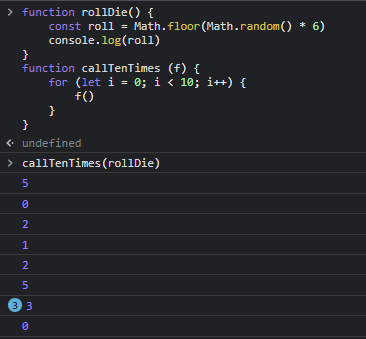 > function rollDie() {
const roll = Math.floor(Math.random() * 6)
console.log(roll)
}
function callTenTimes (f) {
for (let i = 0; i < 10; i++) {
f()
}
}
undefined
> callTenTimes(rollDie)
5
0
2
1
2
5
3 3
0